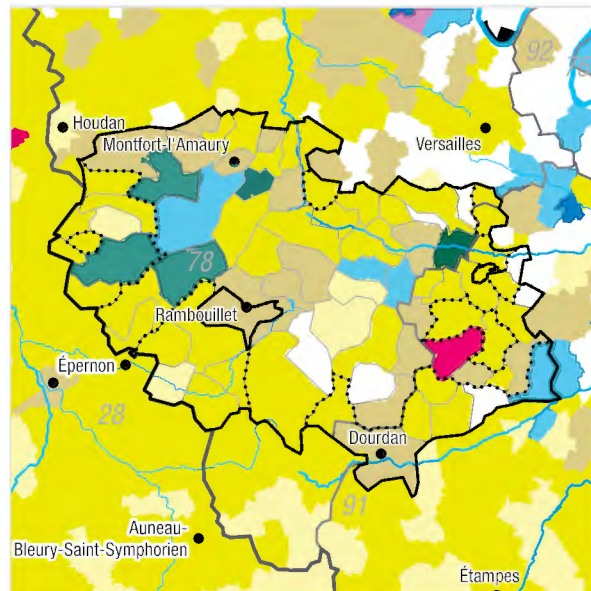 92
Houdan
Montfort-l'Amaury
Versailles
78
Rambouillet
Épernon
28
Dourdan
91
Auneau-
Bleury-Saint-Symphorien
Étampes